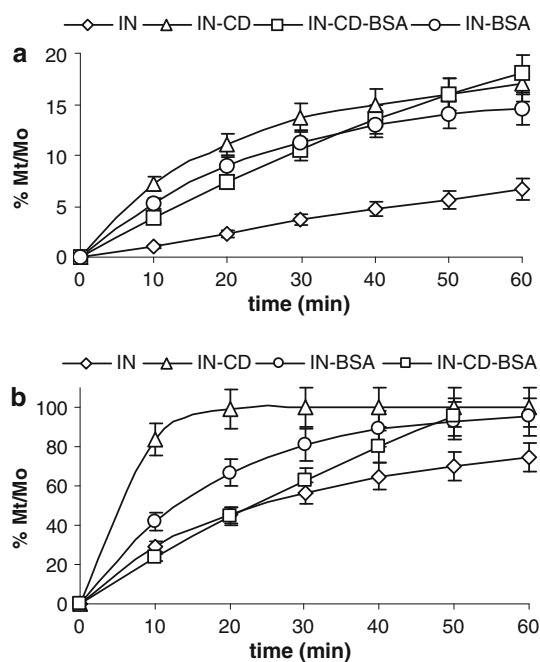 IN IN-CD IN-CD-BSA IN-BSA
a
20
15
10
5
0
% Mt/Mo
0 10 20 30 40 50 60
time (min)
IN IN-CD IN-BSA IN-CD-BSA
b
100
80
60
40
20
0
% Mt/Mo
0 10 20 30 40 50 60
time (min)